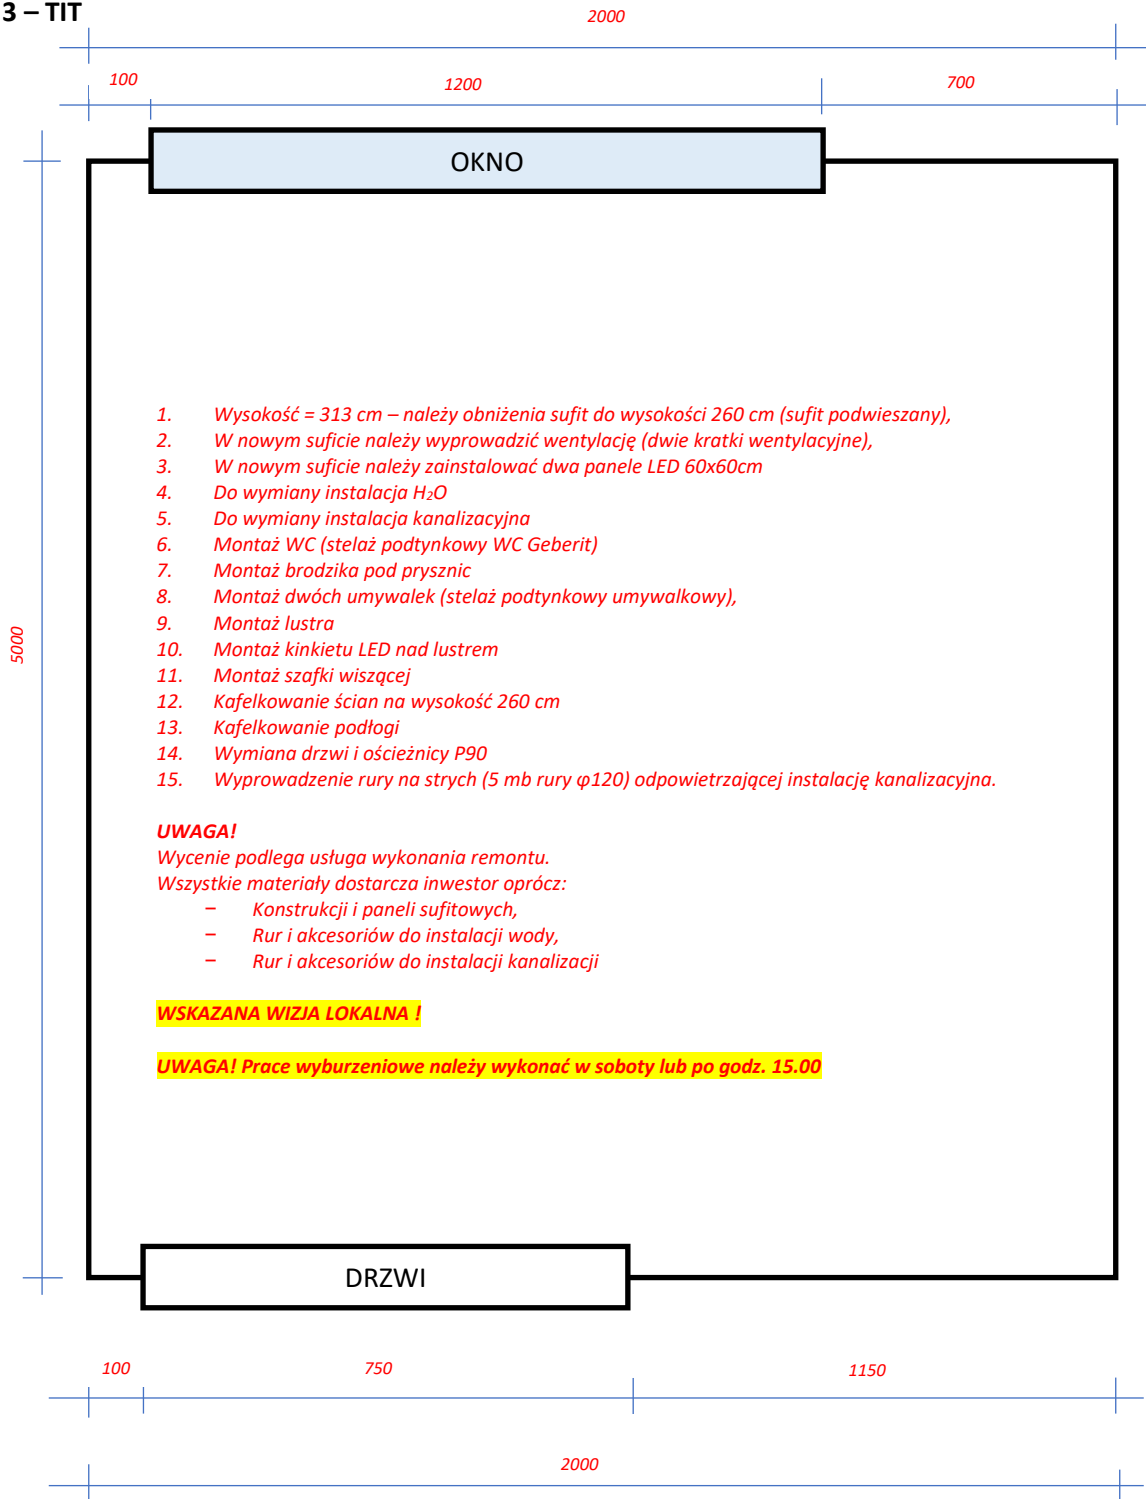 3 – TIT
2000
100 1200 700
OKNO
1. Wysokość = 313 cm – należy obniżenia sufit do wysokości 260 cm (sufit podwieszany),
2. W nowym suficie należy wyprowadzić wentylację (dwie kratki wentylacyjne),
3. W nowym suficie należy zainstalować dwa panele LED 60x60cm
4. Do wymiany instalacja H₂O
5. Do wymiany instalacja kanalizacyjna
6. Montaż WC (stelaż podtynkowy WC Geberit)
7. Montaż brodzika pod prysznic
8. Montaż dwóch umywalek (stelaż podtynkowy umywalkowy),
9. Montaż lustra
10. Montaż kinkietu LED nad lustrem
11. Montaż szafki wiszącej
12. Kafelkowanie ścian na wysokość 260 cm
13. Kafelkowanie podłogi
14. Wymiana drzwi i ościeżnicy P90
15. Wyprowadzenie rury na strych (5 mb rury φ120) odpowietrzającej instalację kanalizacyjna.
5000
UWAGA!
Wycenie podlega usługa wykonania remontu.
Wszystkie materiały dostarcza inwestor oprócz:
− Konstrukcji i paneli sufitowych,
− Rur i akcesoriów do instalacji wody,
− Rur i akcesoriów do instalacji kanalizacji
WSKAZANA WIZJA LOKALNA !
UWAGA! Prace wyburzeniowe należy wykonać w soboty lub po godz. 15.00
DRZWI
100 750 1150
2000